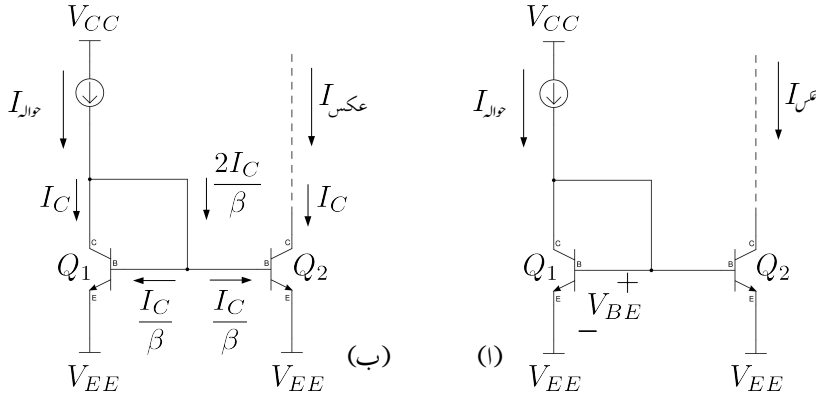 V_CC
I_حوالہ
I_عکس
2I_C/β
I_C
I_C
C
C
Q_1
B
B
Q_2
E
E
I_C/β
I_C/β
V_EE
V_EE
(ب)
V_CC
I_حوالہ
I_عکس
C
C
Q_1
B
B
Q_2
E
E
+
V_BE
−
V_EE
V_EE
(ا)